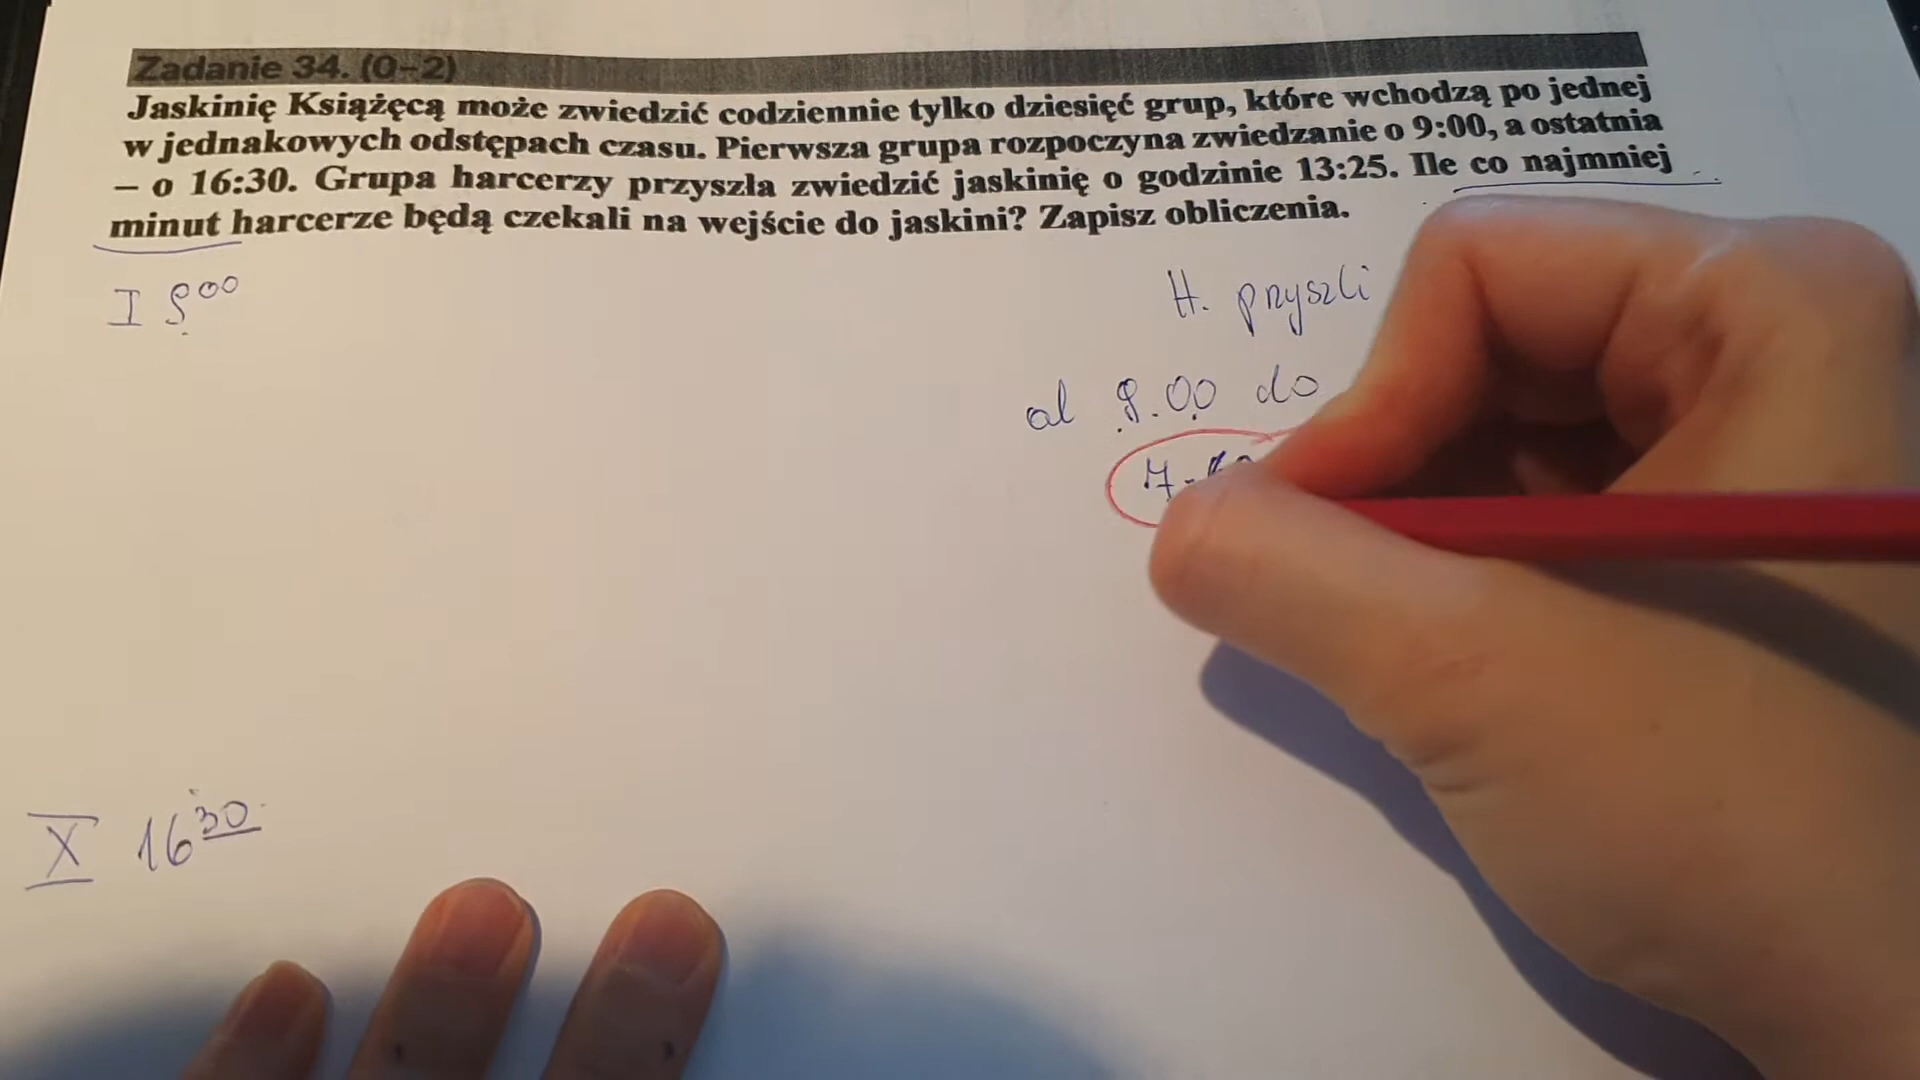 Zadanie 34. (0–2)
Jaskinię Książęcą może zwiedzić codziennie tylko dziesięć grup, które wchodzą po jednej
w jednakowych odstępach czasu. Pierwsza grupa rozpoczyna zwiedzanie o 9:00, a ostatnia
– o 16:30. Grupa harcerzy przyszła zwiedzić jaskinię o godzinie 13:25. Ile co najmniej
minut harcerze będą czekali na wejście do jaskini? Zapisz obliczenia.
I 9⁰⁰
H. przyszli
od 9.00 do
X 16³⁰